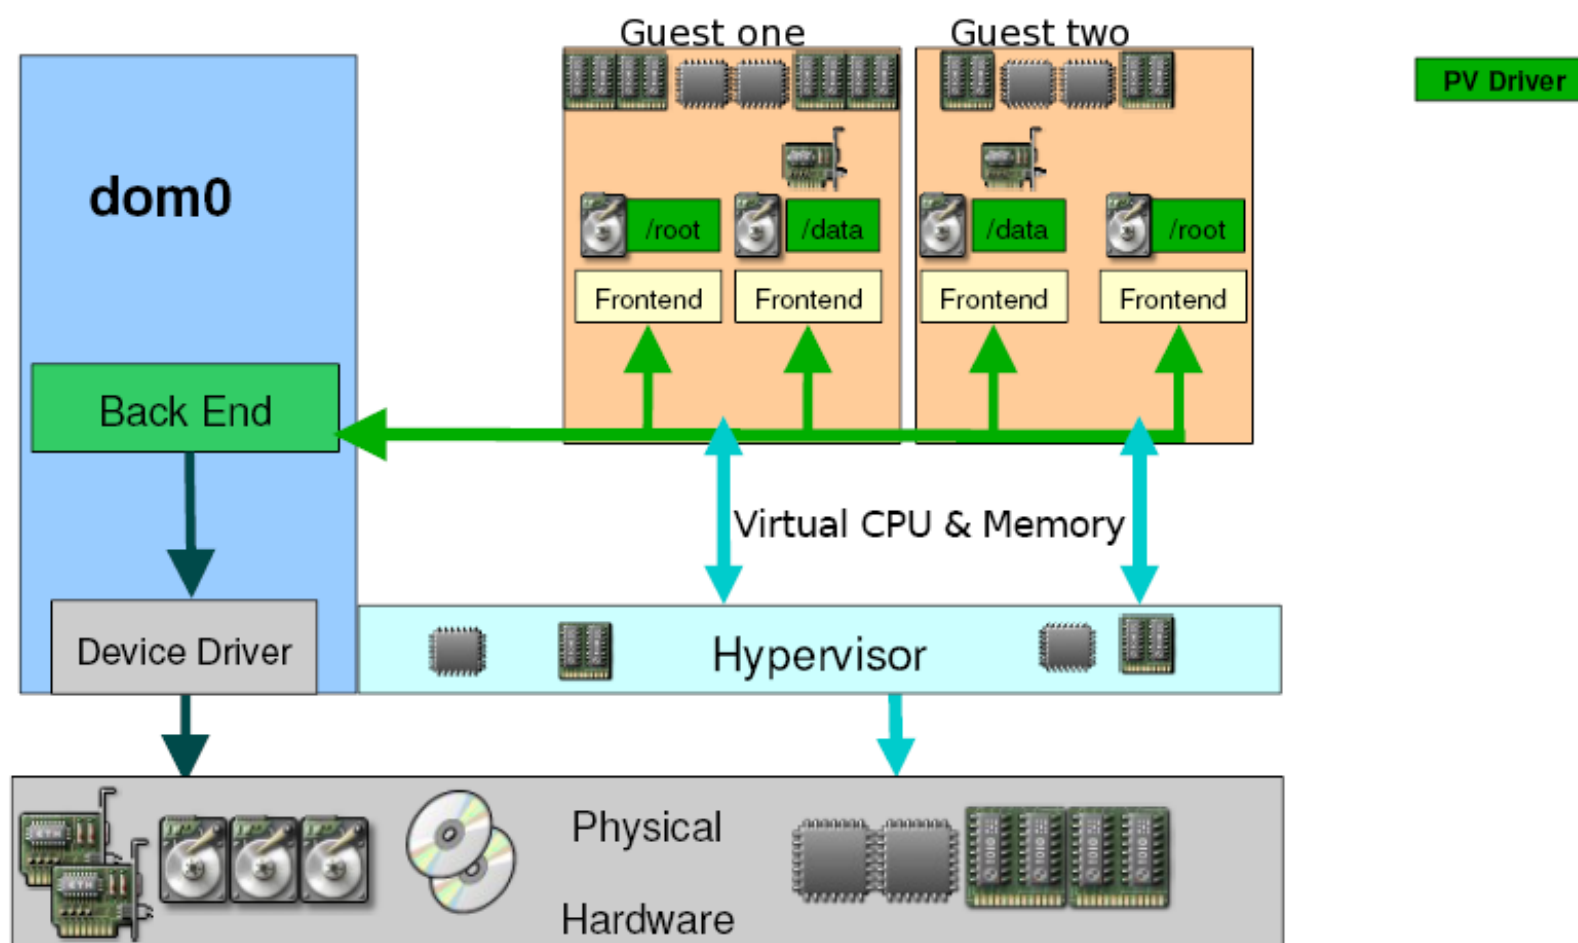 Guest one
Guest two
PV Driver
dom0
/root
/data
/data
/root
Frontend
Frontend
Frontend
Frontend
Back End
Virtual CPU & Memory
Device Driver
Hypervisor
Physical
Hardware